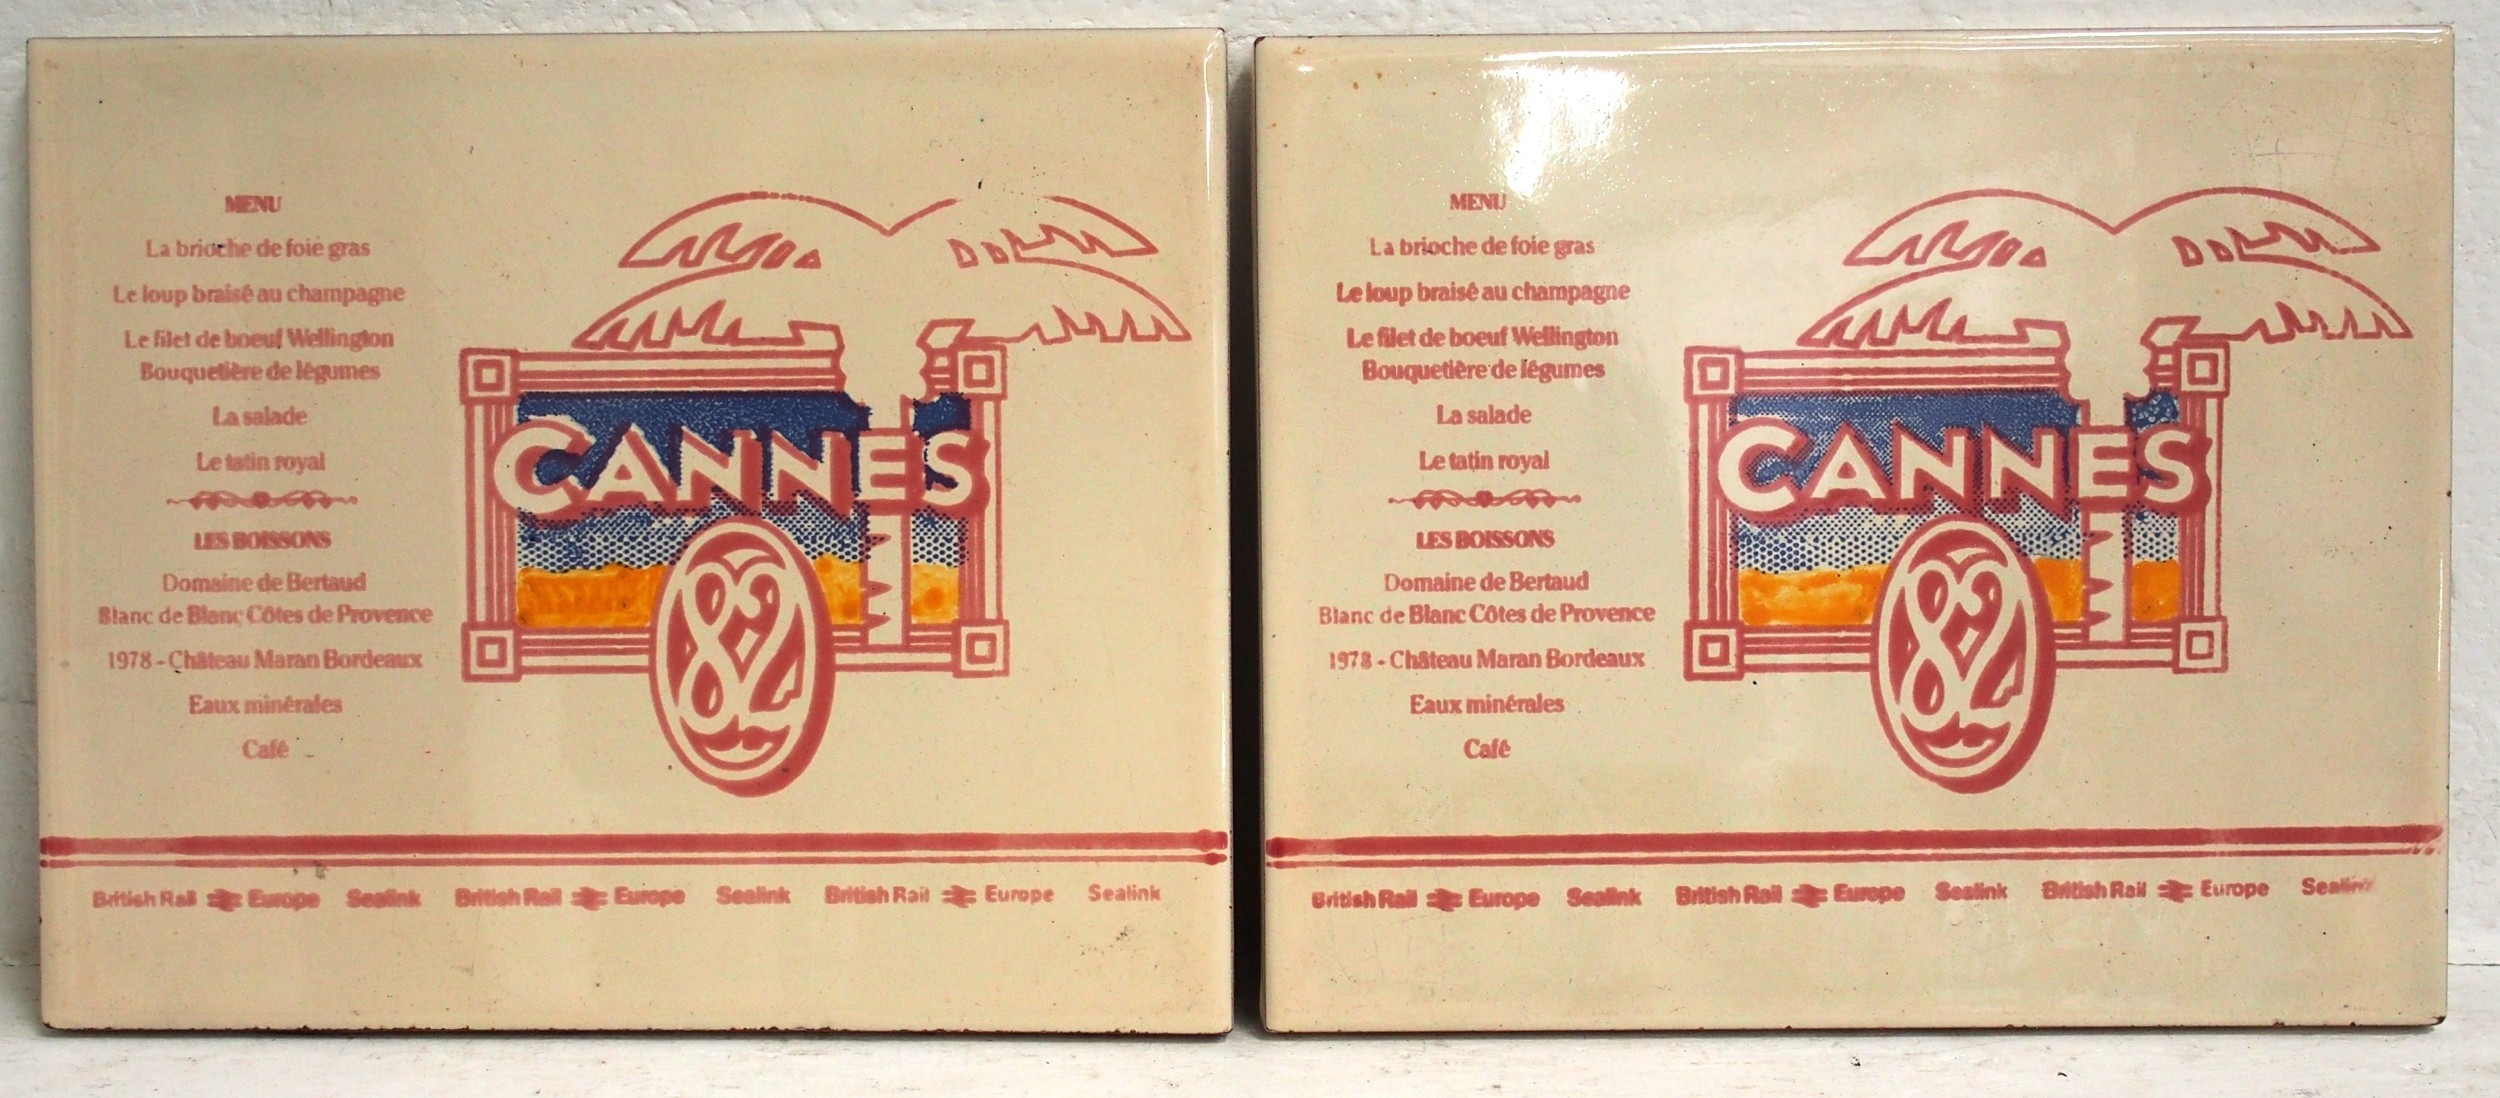 MENU
La brioche de foie gras
Le loup braisé au champagne
Le filet de boeuf Wellington
Bouquetière de légumes
La salade
Le tatin royal
LES BOISSONS
Domaine de Bertaud
Blanc de Blanc Côtes de Provence
1978 - Château Maran Bordeaux
Eaux minérales
Café
CANNES
82
British Rail Europe Sealink British Rail Europe Sealink British Rail Europe Sealink
MENU
La brioche de foie gras
Le loup braisé au champagne
Le filet de boeuf Wellington
Bouquetière de légumes
La salade
Le tatin royal
LES BOISSONS
Domaine de Bertaud
Blanc de Blanc Côtes de Provence
1978 - Château Maran Bordeaux
Eaux minérales
Café
CANNES
82
British Rail Europe Sealink British Rail Europe Sealink British Rail Europe Sealink